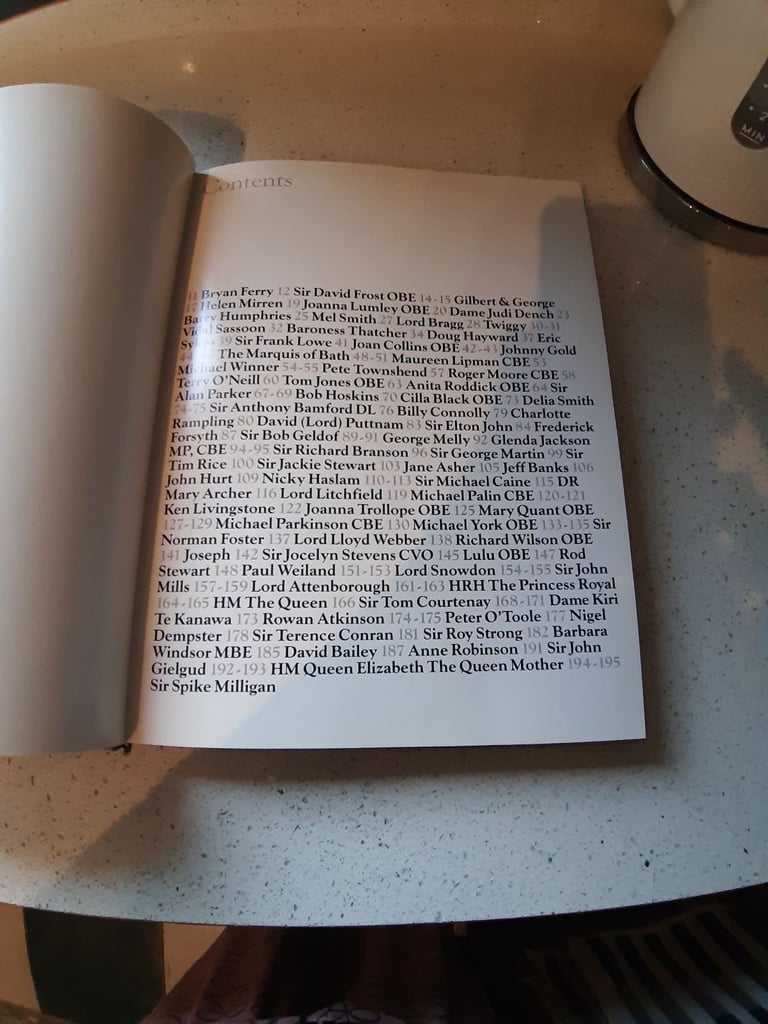 Contents
11 Bryan Ferry 12 Sir David Frost OBE 14-15 Gilbert & George
17 Helen Mirren 19 Joanna Lumley OBE 20 Dame Judi Dench 23
Barry Humphries 25 Mel Smith 27 Lord Bragg 28 Twiggy 30-31
Vidal Sassoon 32 Baroness Thatcher 34 Doug Hayward 37 Eric
Sykes 39 Sir Frank Lowe 41 Joan Collins OBE 42-43 Johnny Gold
The Marquis of Bath 48-51 Maureen Lipman CBE 53
Michael Winner 54-55 Pete Townshend 57 Roger Moore CBE 58
Terry O'Neill 60 Tom Jones OBE 63 Anita Roddick OBE 64 Sir
Alan Parker 67-69 Bob Hoskins 70 Cilla Black OBE 73 Delia Smith
74-75 Sir Anthony Bamford DL 76 Billy Connolly 79 Charlotte
Rampling 80 David (Lord) Puttnam 83 Sir Elton John 84 Frederick
Forsyth 87 Sir Bob Geldof 89-91 George Melly 92 Glenda Jackson
MP, CBE 94-95 Sir Richard Branson 96 Sir George Martin 99 Sir
Tim Rice 100 Sir Jackie Stewart 103 Jane Asher 105 Jeff Banks 106
John Hurt 109 Nicky Haslam 110-113 Sir Michael Caine 115 DR
Mary Archer 116 Lord Litchfield 119 Michael Palin CBE 120-121
Ken Livingstone 122 Joanna Trollope OBE 125 Mary Quant OBE
127-129 Michael Parkinson CBE 130 Michael York OBE 133-135 Sir
Norman Foster 137 Lord Lloyd Webber 138 Richard Wilson OBE
141 Joseph 142 Sir Jocelyn Stevens CVO 145 Lulu OBE 147 Rod
Stewart 148 Paul Weiland 151-153 Lord Snowdon 154-155 Sir John
Mills 157-159 Lord Attenborough 161-163 HRH The Princess Royal
164-165 HM The Queen 166 Sir Tom Courtenay 168-171 Dame Kiri
Te Kanawa 173 Rowan Atkinson 174-175 Peter O'Toole 177 Nigel
Dempster 178 Sir Terence Conran 181 Sir Roy Strong 182 Barbara
Windsor MBE 185 David Bailey 187 Anne Robinson 191 Sir John
Gielgud 192-193 HM Queen Elizabeth The Queen Mother 194-195
Sir Spike Milligan
2
MIN